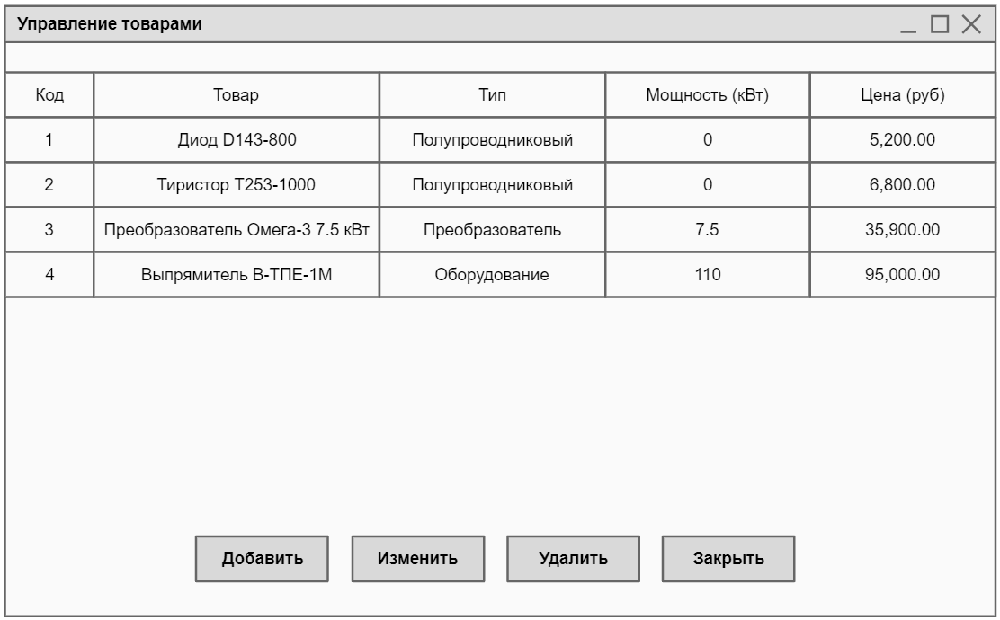 Управление товарами
Код Товар Тип Мощность (кВт) Цена (руб)
1 Диод D143-800 Полупроводниковый 0 5,200.00
2 Тиристор T253-1000 Полупроводниковый 0 6,800.00
3 Преобразователь Омега-3 7.5 кВт Преобразователь 7.5 35,900.00
4 Выпрямитель В-ТПЕ-1М Оборудование 110 95,000.00
Добавить Изменить Удалить Закрыть